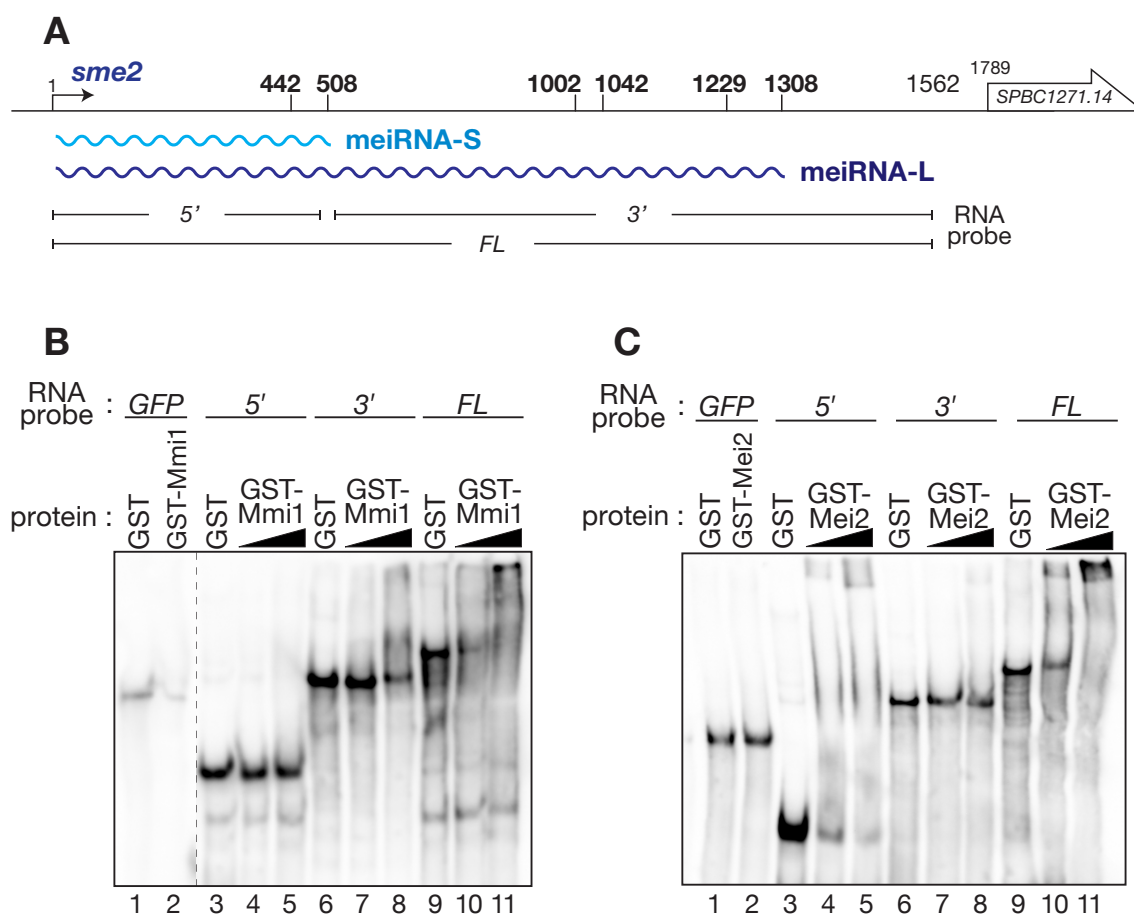 A
1 sme2 442 508 1002 1042 1229 1308 1562 1789 SPBC1271.14
meiRNA-S
meiRNA-L
5' 3' RNA probe
FL
B
RNA probe : GFP 5' 3' FL
protein : GST GST-Mmi1 GST GST-Mmi1 GST GST-Mmi1 GST GST-Mmi1
1 2 3 4 5 6 7 8 9 10 11
C
RNA probe : GFP 5' 3' FL
protein : GST GST-Mei2 GST GST-Mei2 GST GST-Mei2 GST GST-Mei2
1 2 3 4 5 6 7 8 9 10 11